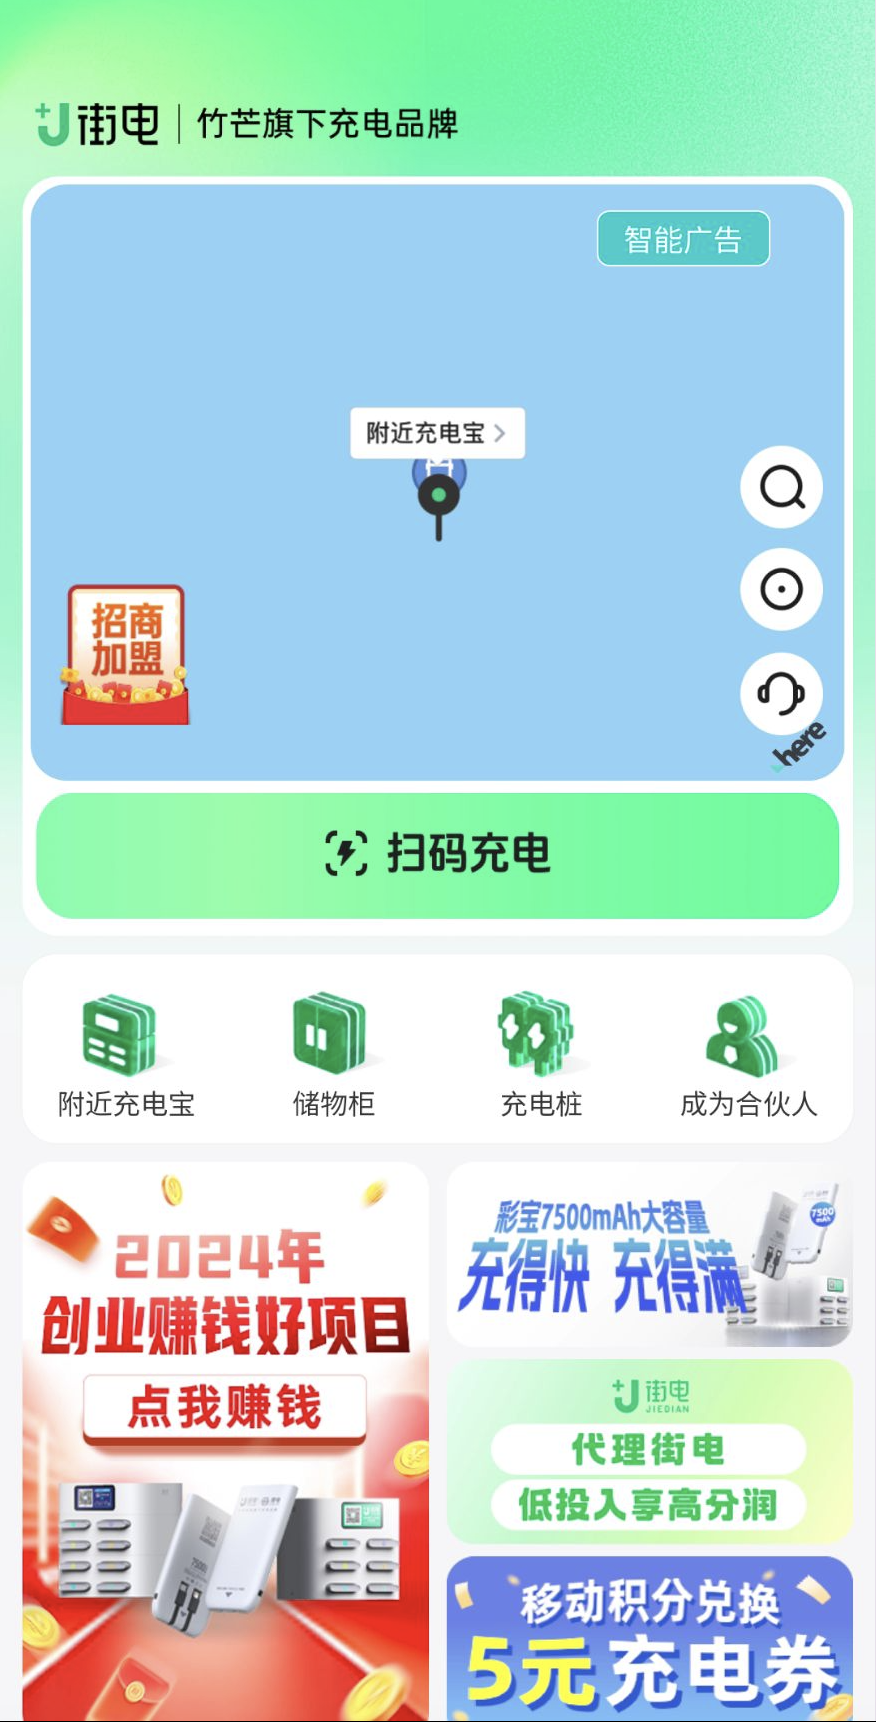 街电 | 竹芒旗下充电品牌
智能广告
附近充电宝
招商
加盟
here
扫码充电
附近充电宝
储物柜
充电桩
成为合伙人
2024年
创业赚钱好项目
点我赚钱
7500
彩宝7500mAh大容量
充得快 充得满
7500
mAh
街电
JIEDIAN
代理街电
低投入享高分润
移动积分兑换
5元充电券